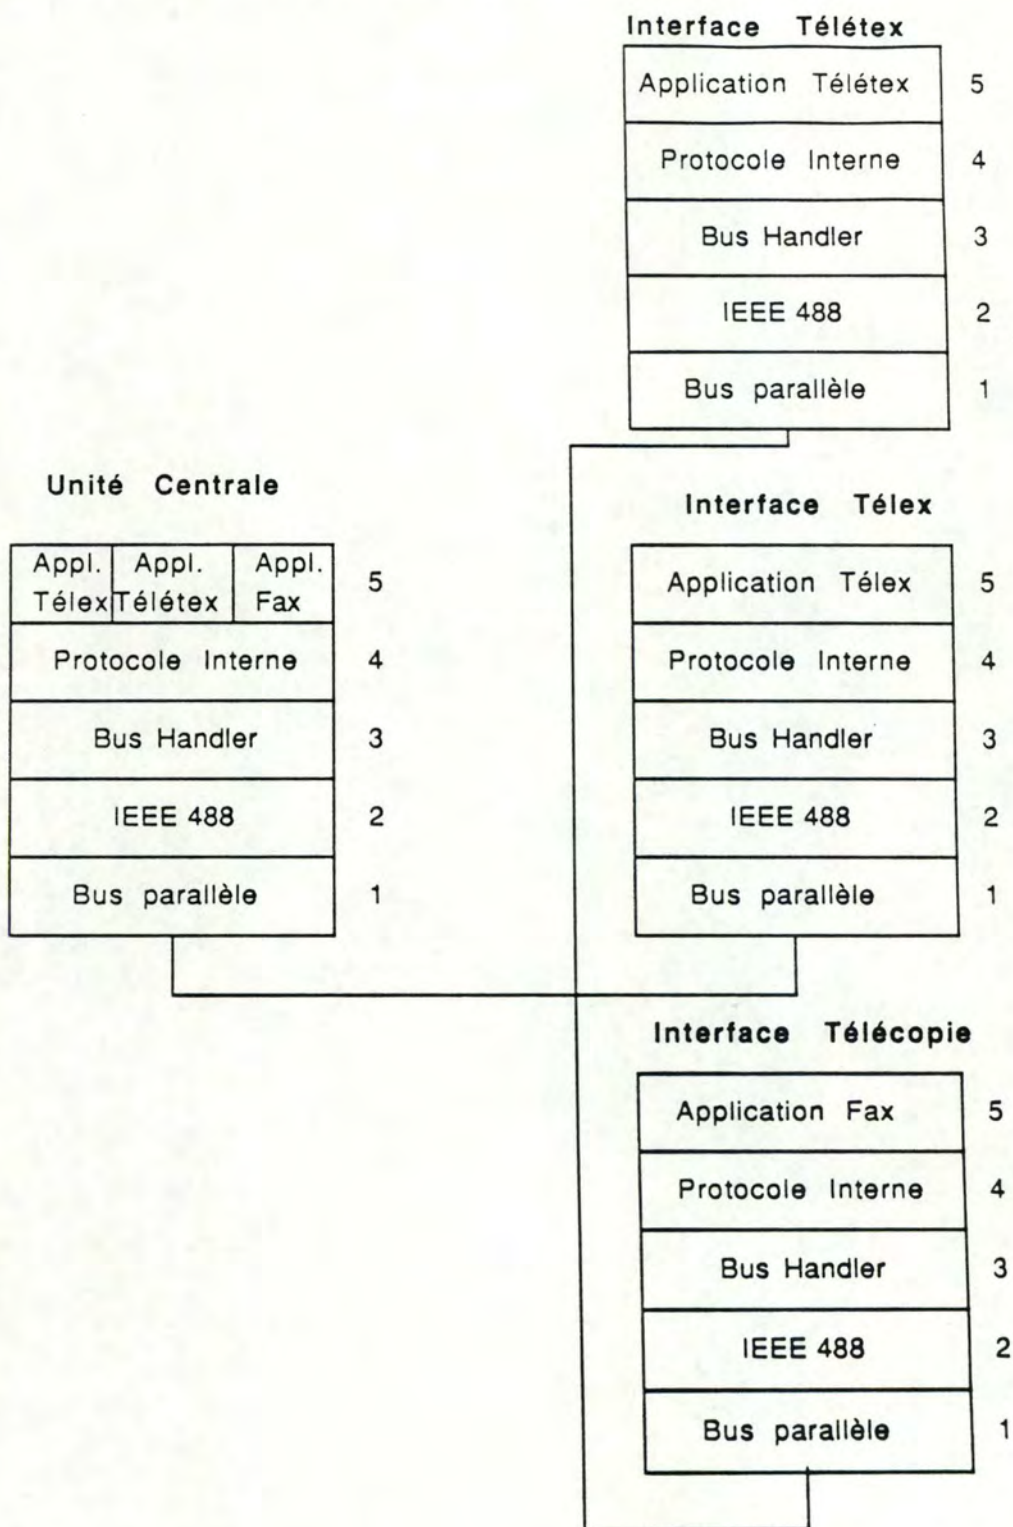 Interface Télétex
Application Télétex 5
Protocole Interne 4
Bus Handler 3
IEEE 488 2
Bus parallèle 1
Unité Centrale
Appl. Appl. Appl.
Télex Télétex Fax
5
Protocole Interne 4
Bus Handler 3
IEEE 488 2
Bus parallèle 1
Interface Télex
Application Télex 5
Protocole Interne 4
Bus Handler 3
IEEE 488 2
Bus parallèle 1
Interface Télécopie
Application Fax 5
Protocole Interne 4
Bus Handler 3
IEEE 488 2
Bus parallèle 1